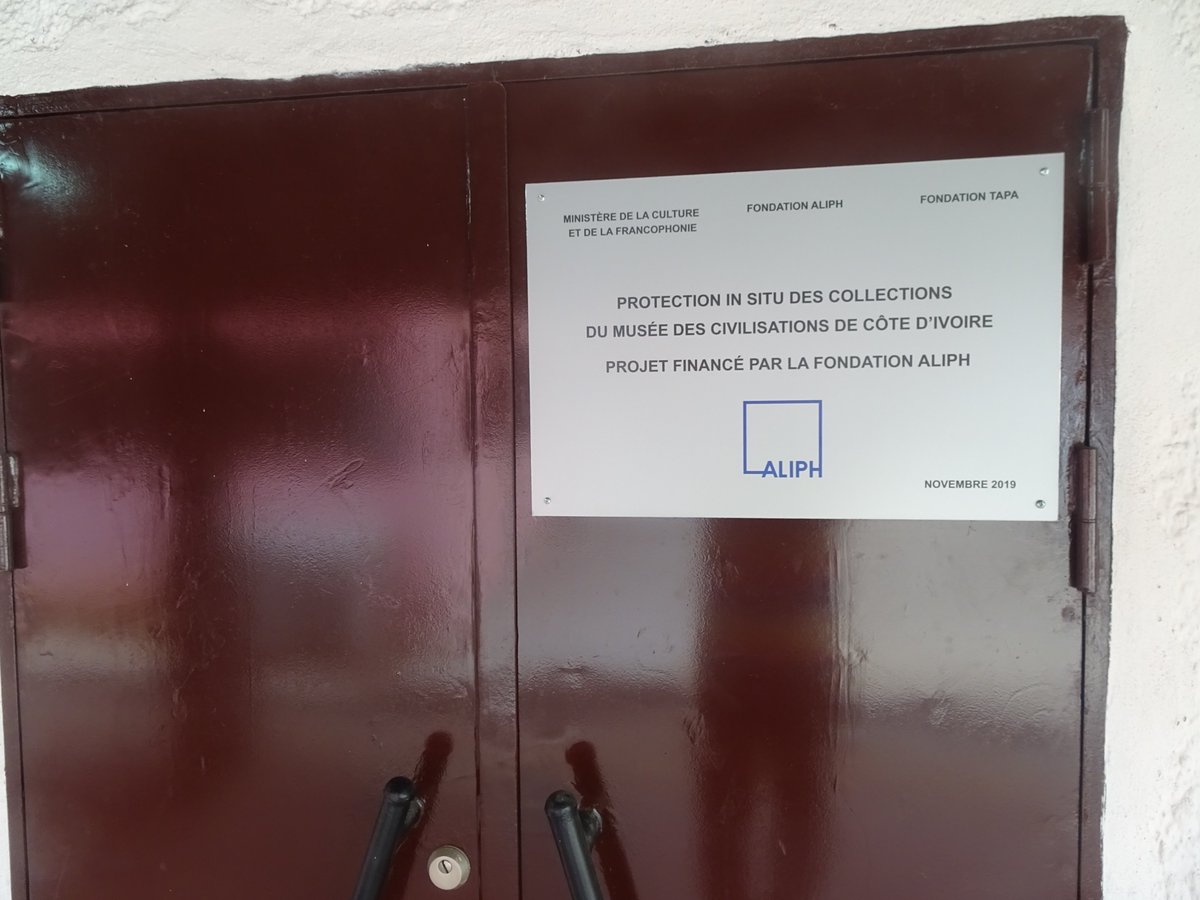 MINISTÈRE DE LA CULTURE
ET DE LA FRANCOPHONIE
FONDATION ALIPH
FONDATION TAPA
PROTECTION IN SITU DES COLLECTIONS
DU MUSÉE DES CIVILISATIONS DE CÔTE D'IVOIRE
PROJET FINANCÉ PAR LA FONDATION ALIPH
ALIPH
NOVEMBRE 2019